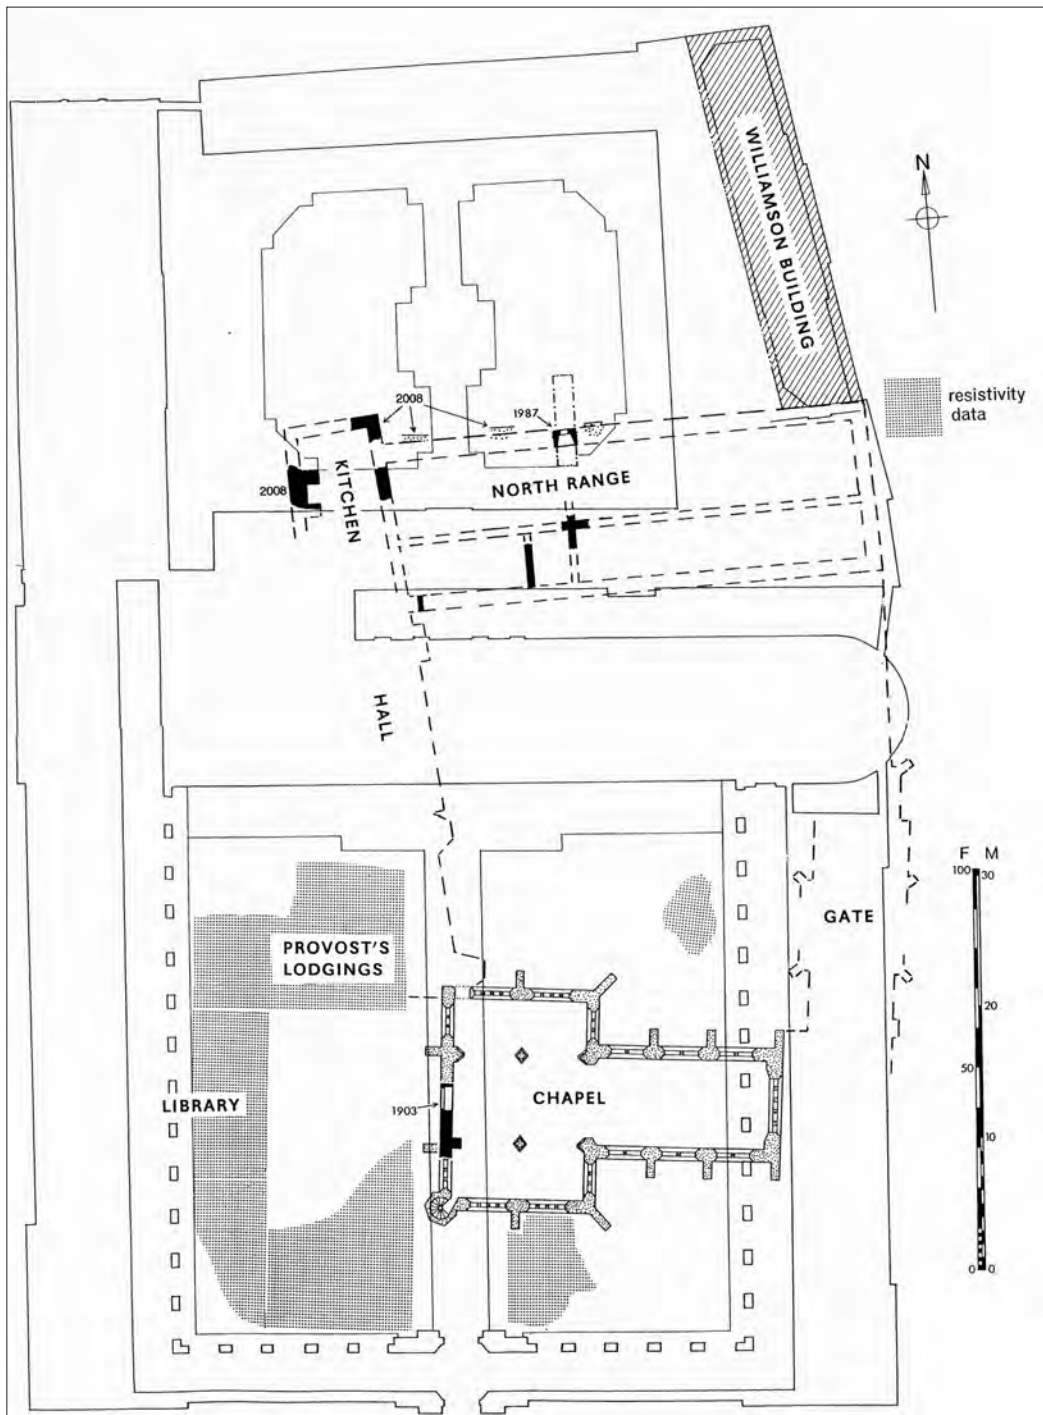 WILLIAMSON BUILDING
N
resistivity
data
2008
1987
KITCHEN
2008
NORTH RANGE
HALL
F M
100 30
GATE
PROVOST'S
LODGINGS
20
50
LIBRARY
1903
CHAPEL
10
0 0